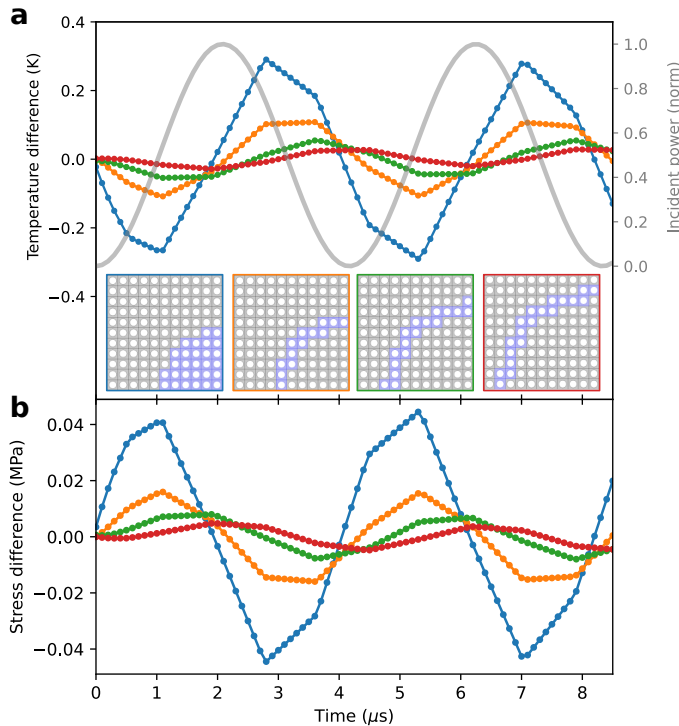 a
Temperature difference (K)
0.4
0.2
0.0
−0.2
−0.4
1.0
0.8
0.6
0.4
0.2
0.0
Incident power (norm)
b
Stress difference (MPa)
0.04
0.02
0.00
−0.02
−0.04
0 1 2 3 4 5 6 7 8
Time (μs)